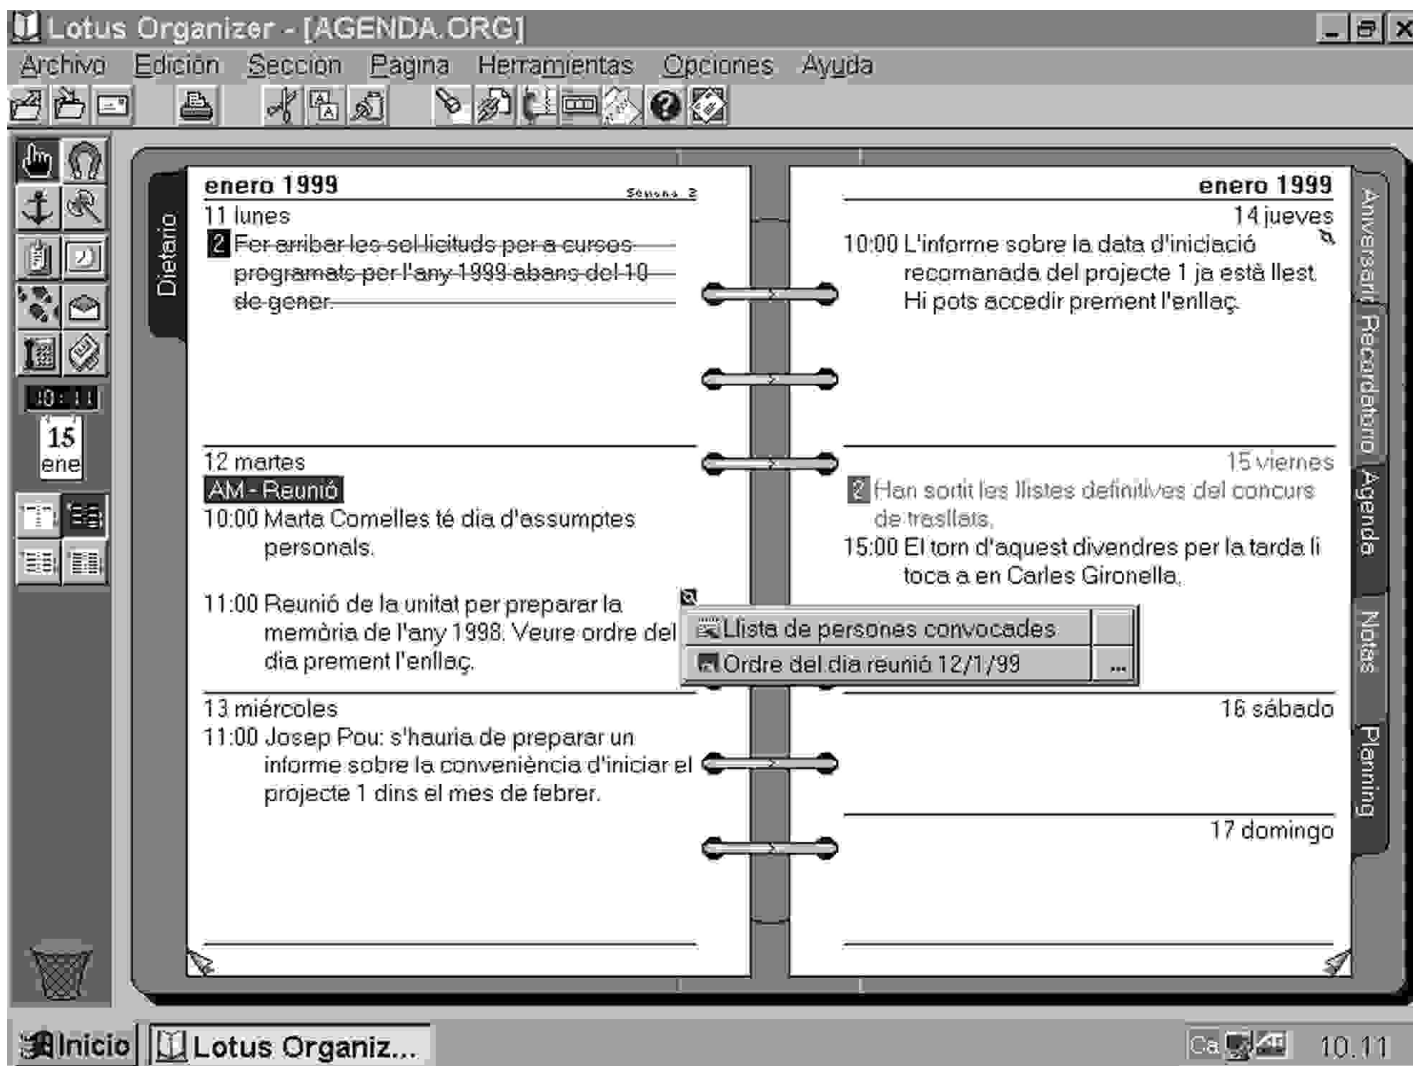 Lotus Organizer - [AGENDA.ORG]
Archivo Edición Sección Página Herramientas Opciones Ayuda
10:11
15
ene
Dietario
enero 1999
Semana 2
11 lunes
2 Fer arribar les sol·licituds per a cursos
programats per l'any 1999 abans del 10
de gener.
12 martes
AM - Reunió
10:00 Marta Comelles té dia d'assumptes
personals.
11:00 Reunió de la unitat per preparar la
memòria de l'any 1998. Veure ordre del
dia prement l'enllaç.
13 miércoles
11:00 Josep Pou: s'hauria de preparar un
informe sobre la conveniència d'iniciar el
projecte 1 dins el mes de febrer.
enero 1999
14 jueves
10:00 L'informe sobre la data d'iniciació
recomanada del projecte 1 ja està llest.
Hi pots accedir prement l'enllaç.
15 viernes
2 Han sortit les llistes definitives del concurs
de trasllats.
15:00 El torn d'aquest divendres per la tarda li
toca a en Carles Gironella.
Llista de persones convocades
Ordre del dia reunió 12/1/99 ...
16 sábado
17 domingo
Aniversario
Recordatorio
Agenda
Notas
Planning
Inicio
Lotus Organiz...
Ca
10.11